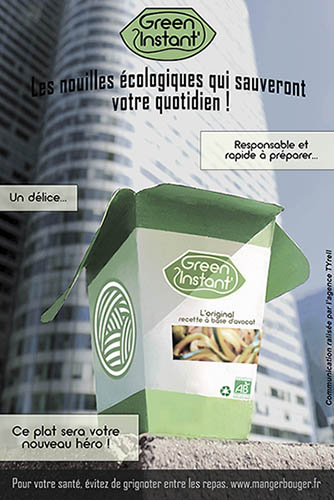 Green
Instant'
Les nouilles écologiques qui sauveront
votre quotidien !
Responsable et
rapide à préparer...
Un délice...
Green
Instant'
L'original
recette à base d'avocat
AB
Communication ralisée par l'agence TYrell
Ce plat sera votre
nouveau héro !
Pour votre santé, évitez de grignoter entre les repas. www.mangerbouger.fr